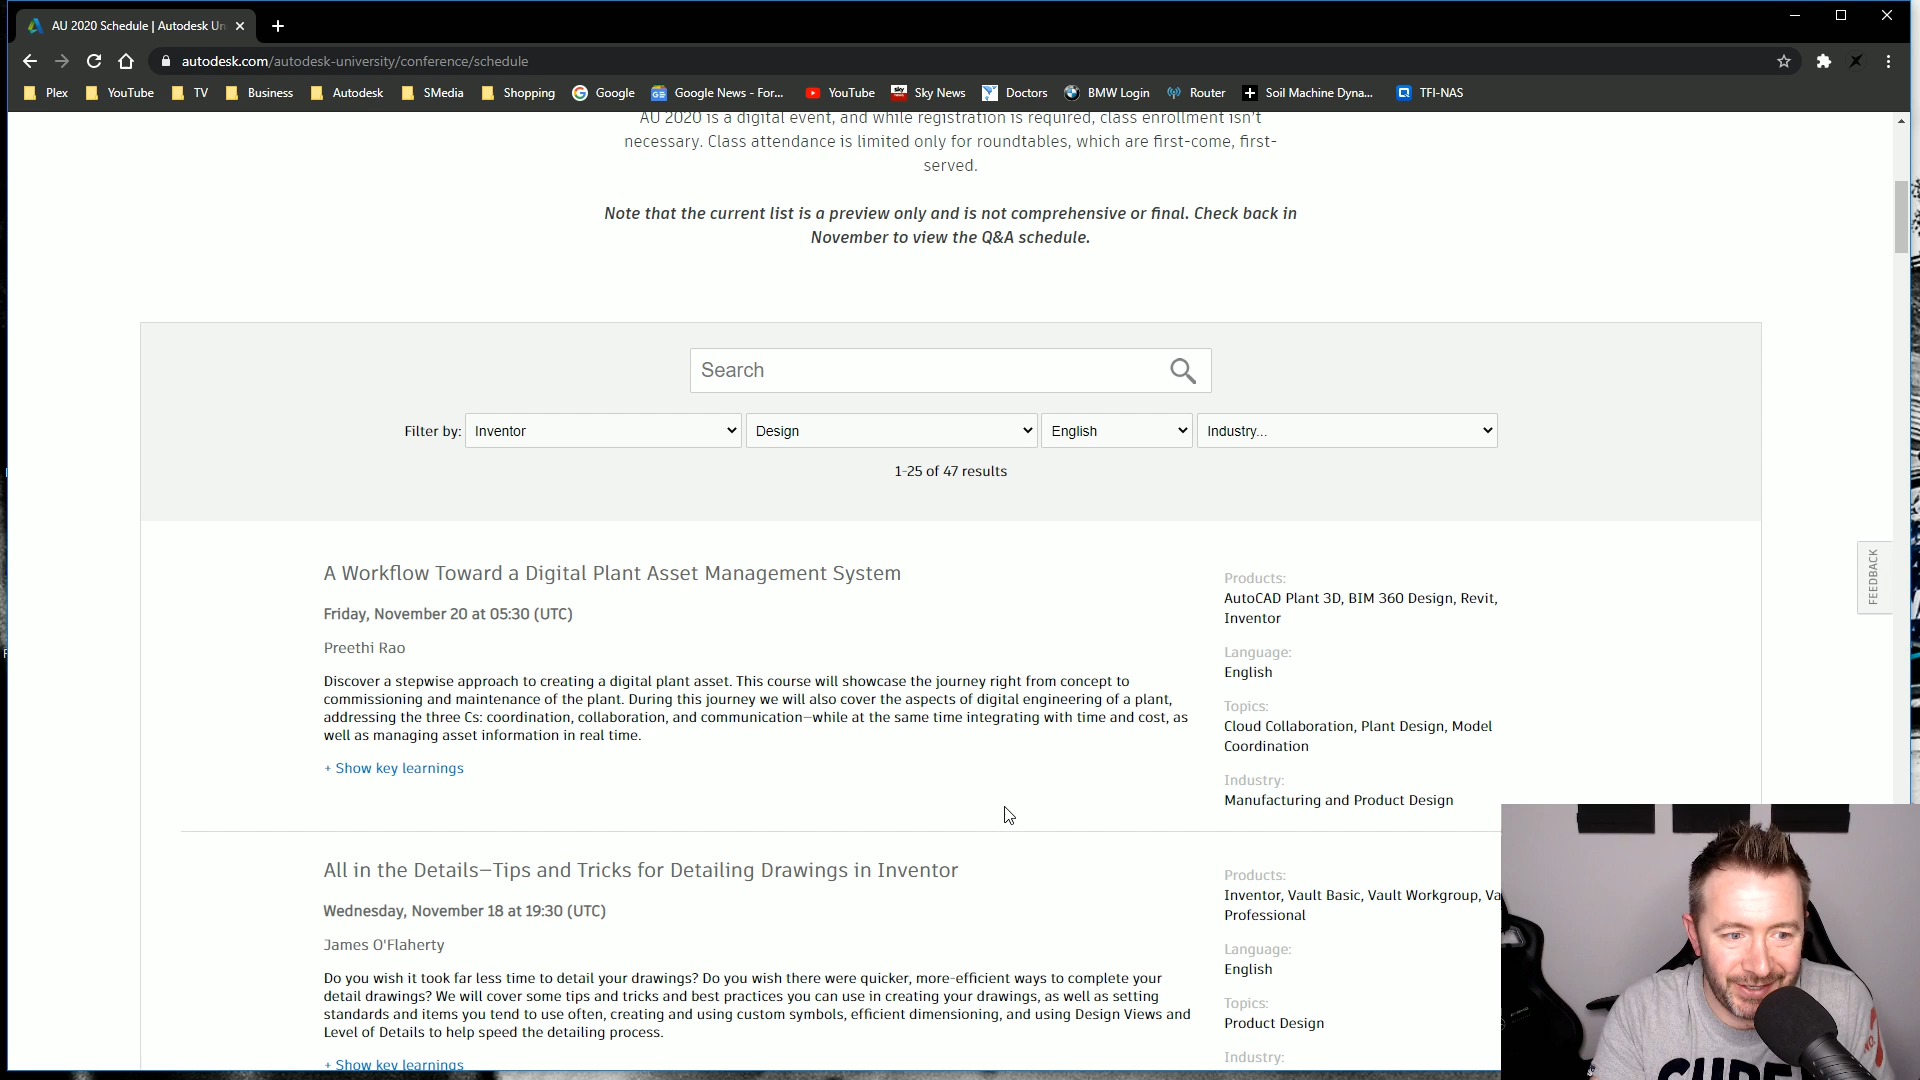 AU 2020 Schedule | Autodesk Un
autodesk.com/autodesk-university/conference/schedule
Plex YouTube TV Business Autodesk SMedia Shopping Google Google News - For... YouTube Sky News Doctors BMW Login Router Soil Machine Dyna... TFI-NAS
AU 2020 is a digital event, and while registration is required, class enrollment isn't
necessary. Class attendance is limited only for roundtables, which are first-come, first-
served.
Note that the current list is a preview only and is not comprehensive or final. Check back in
November to view the Q&A schedule.
Search
Filter by: Inventor Design English Industry...
1-25 of 47 results
FEEDBACK
A Workflow Toward a Digital Plant Asset Management System
Friday, November 20 at 05:30 (UTC)
Preethi Rao
Discover a stepwise approach to creating a digital plant asset. This course will showcase the journey right from concept to
commissioning and maintenance of the plant. During this journey we will also cover the aspects of digital engineering of a plant,
addressing the three Cs: coordination, collaboration, and communication—while at the same time integrating with time and cost, as
well as managing asset information in real time.
+ Show key learnings
Products:
AutoCAD Plant 3D, BIM 360 Design, Revit,
Inventor
Language:
English
Topics:
Cloud Collaboration, Plant Design, Model
Coordination
Industry:
Manufacturing and Product Design
All in the Details—Tips and Tricks for Detailing Drawings in Inventor
Wednesday, November 18 at 19:30 (UTC)
James O'Flaherty
Do you wish it took far less time to detail your drawings? Do you wish there were quicker, more-efficient ways to complete your
detail drawings? We will cover some tips and tricks and best practices you can use in creating your drawings, as well as setting
standards and items you tend to use often, creating and using custom symbols, efficient dimensioning, and using Design Views and
Level of Details to help speed the detailing process.
+ Show key learnings
Products:
Inventor, Vault Basic, Vault Workgroup, Va
Professional
Language:
English
Topics:
Product Design
Industry: